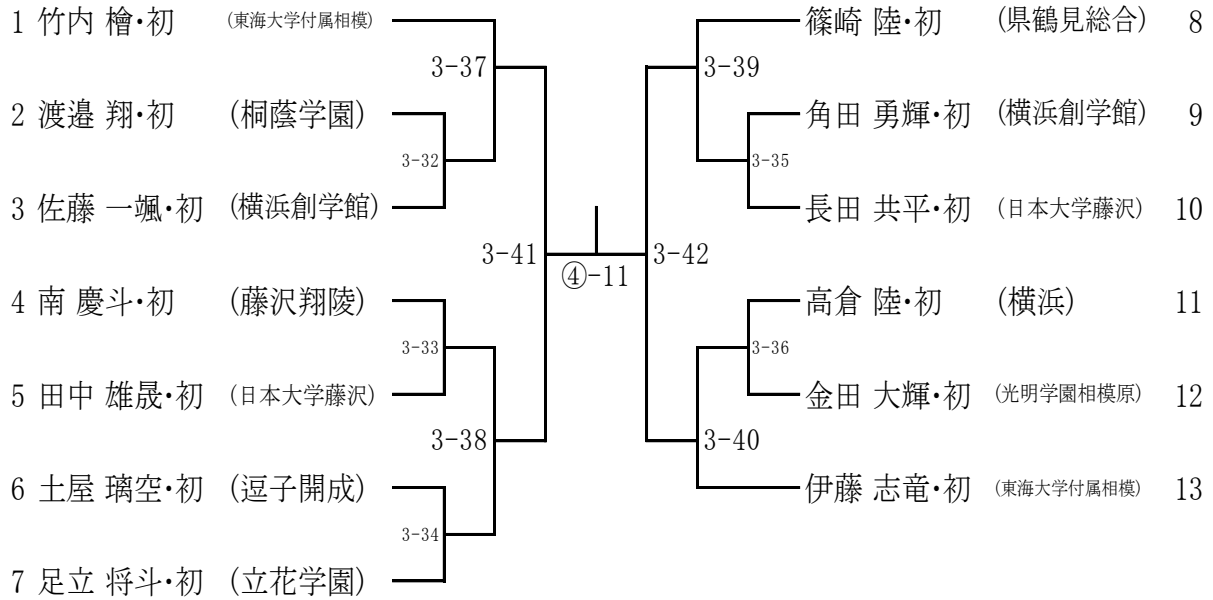 1 竹内 檜・初 (東海大学付属相模)
3-37
2 渡邉 翔・初 (桐蔭学園)
3-32
3 佐藤 一颯・初 (横浜創学館)
3-41
4 南 慶斗・初 (藤沢翔陵)
3-33
5 田中 雄晟・初 (日本大学藤沢)
3-38
6 土屋 璃空・初 (逗子開成)
3-34
7 足立 将斗・初 (立花学園)
④-11
篠崎 陸・初 (県鶴見総合) 8
3-39
角田 勇輝・初 (横浜創学館) 9
3-35
長田 共平・初 (日本大学藤沢) 10
3-42
高倉 陸・初 (横浜) 11
3-36
金田 大輝・初 (光明学園相模原) 12
3-40
伊藤 志竜・初 (東海大学付属相模) 13